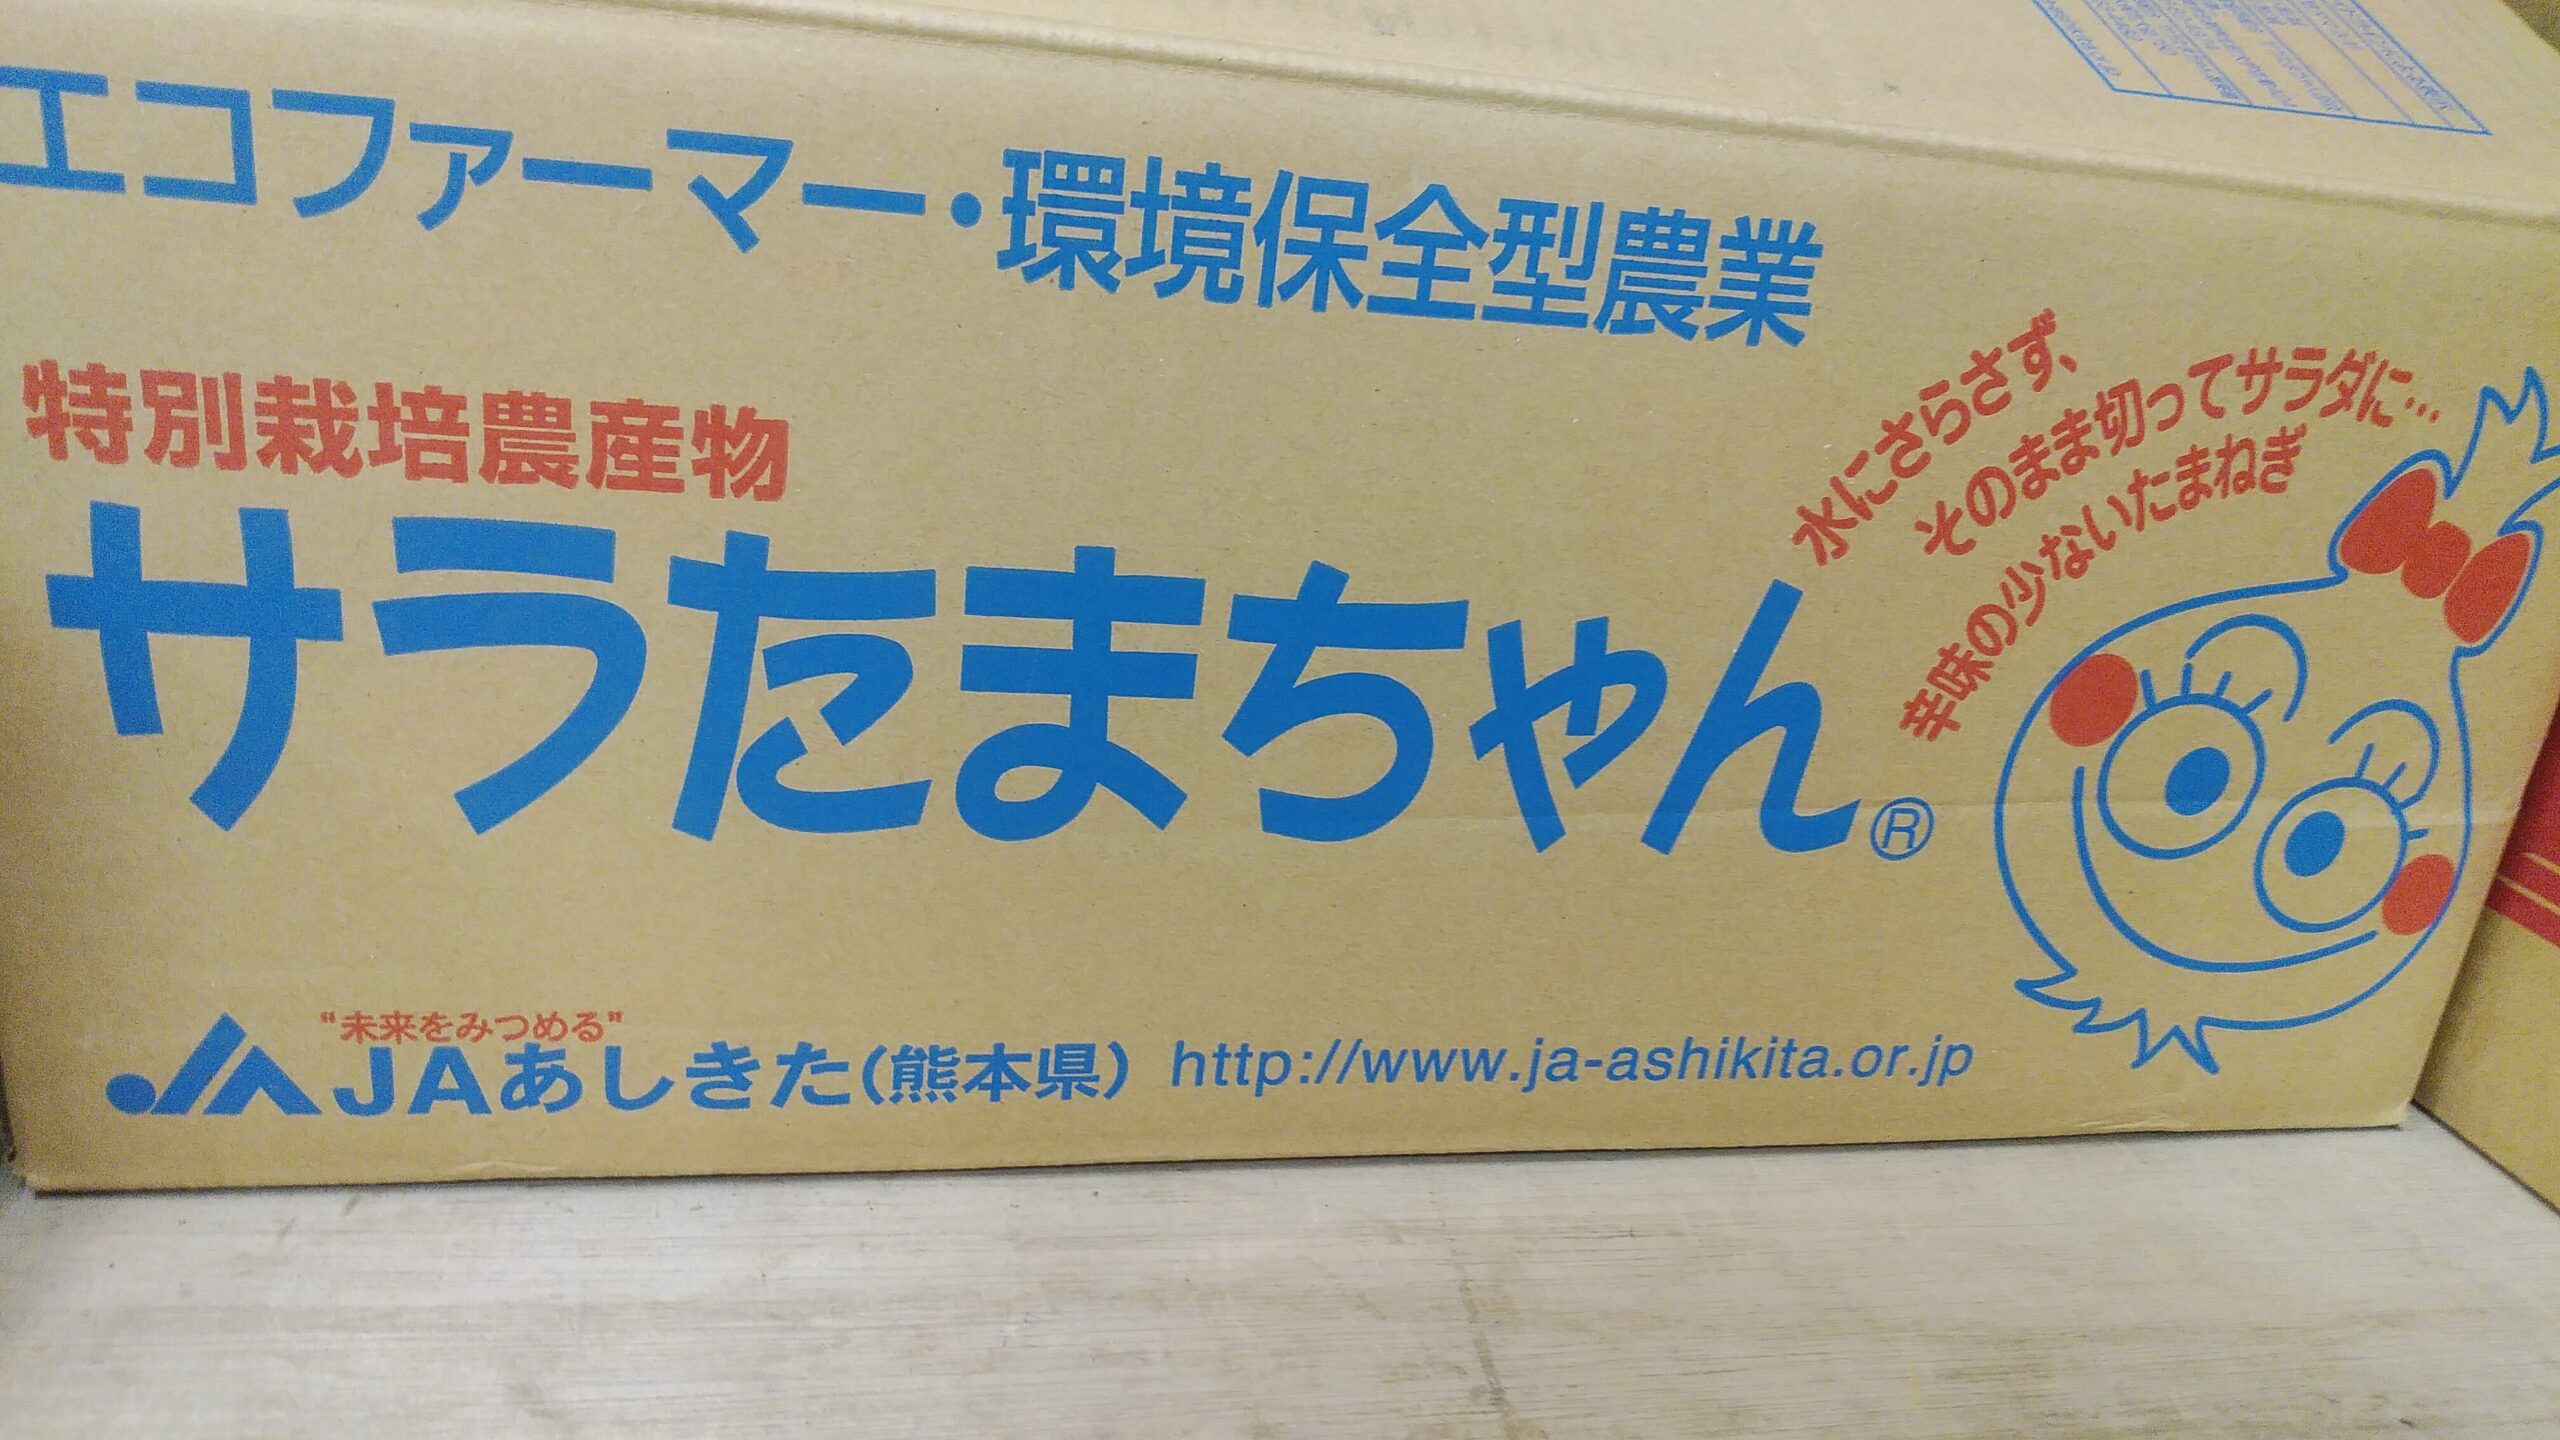 エコファーマー・環境保全型農業
特別栽培農産物
サラたまちゃん®
水にさらさず、
そのまま切ってサラダに…
辛味の少ないたまねぎ
"未来をみつめる"
JAあしきた(熊本県) http://www.ja-ashikita.or.jp